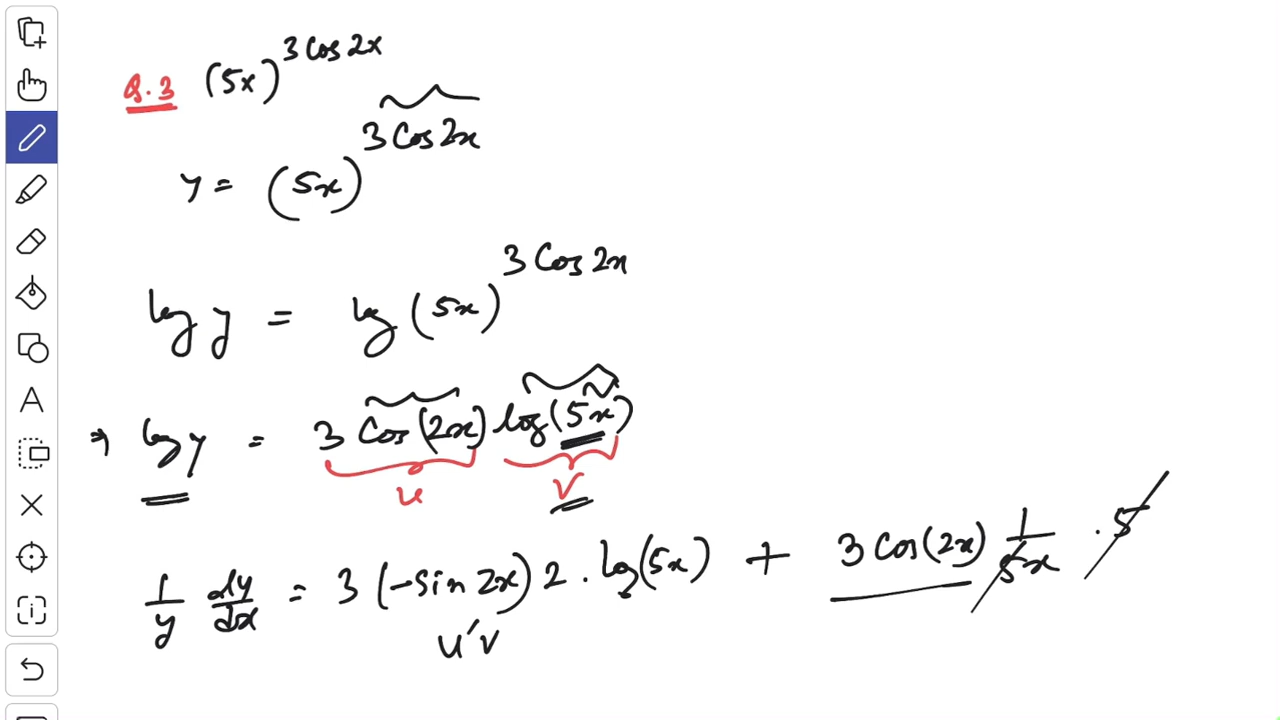 Q.3 (5x)^3 Cos 2x
y = (5x)^3 Cos 2x
log y = log (5x)^3 Cos 2x
⇒ log y = 3 Cos (2x) log (5x)
u v
1/y dy/dx = 3 (-sin 2x) 2 . log(5x) + 3 Cos(2x) 1/5x . 5
u'v
A